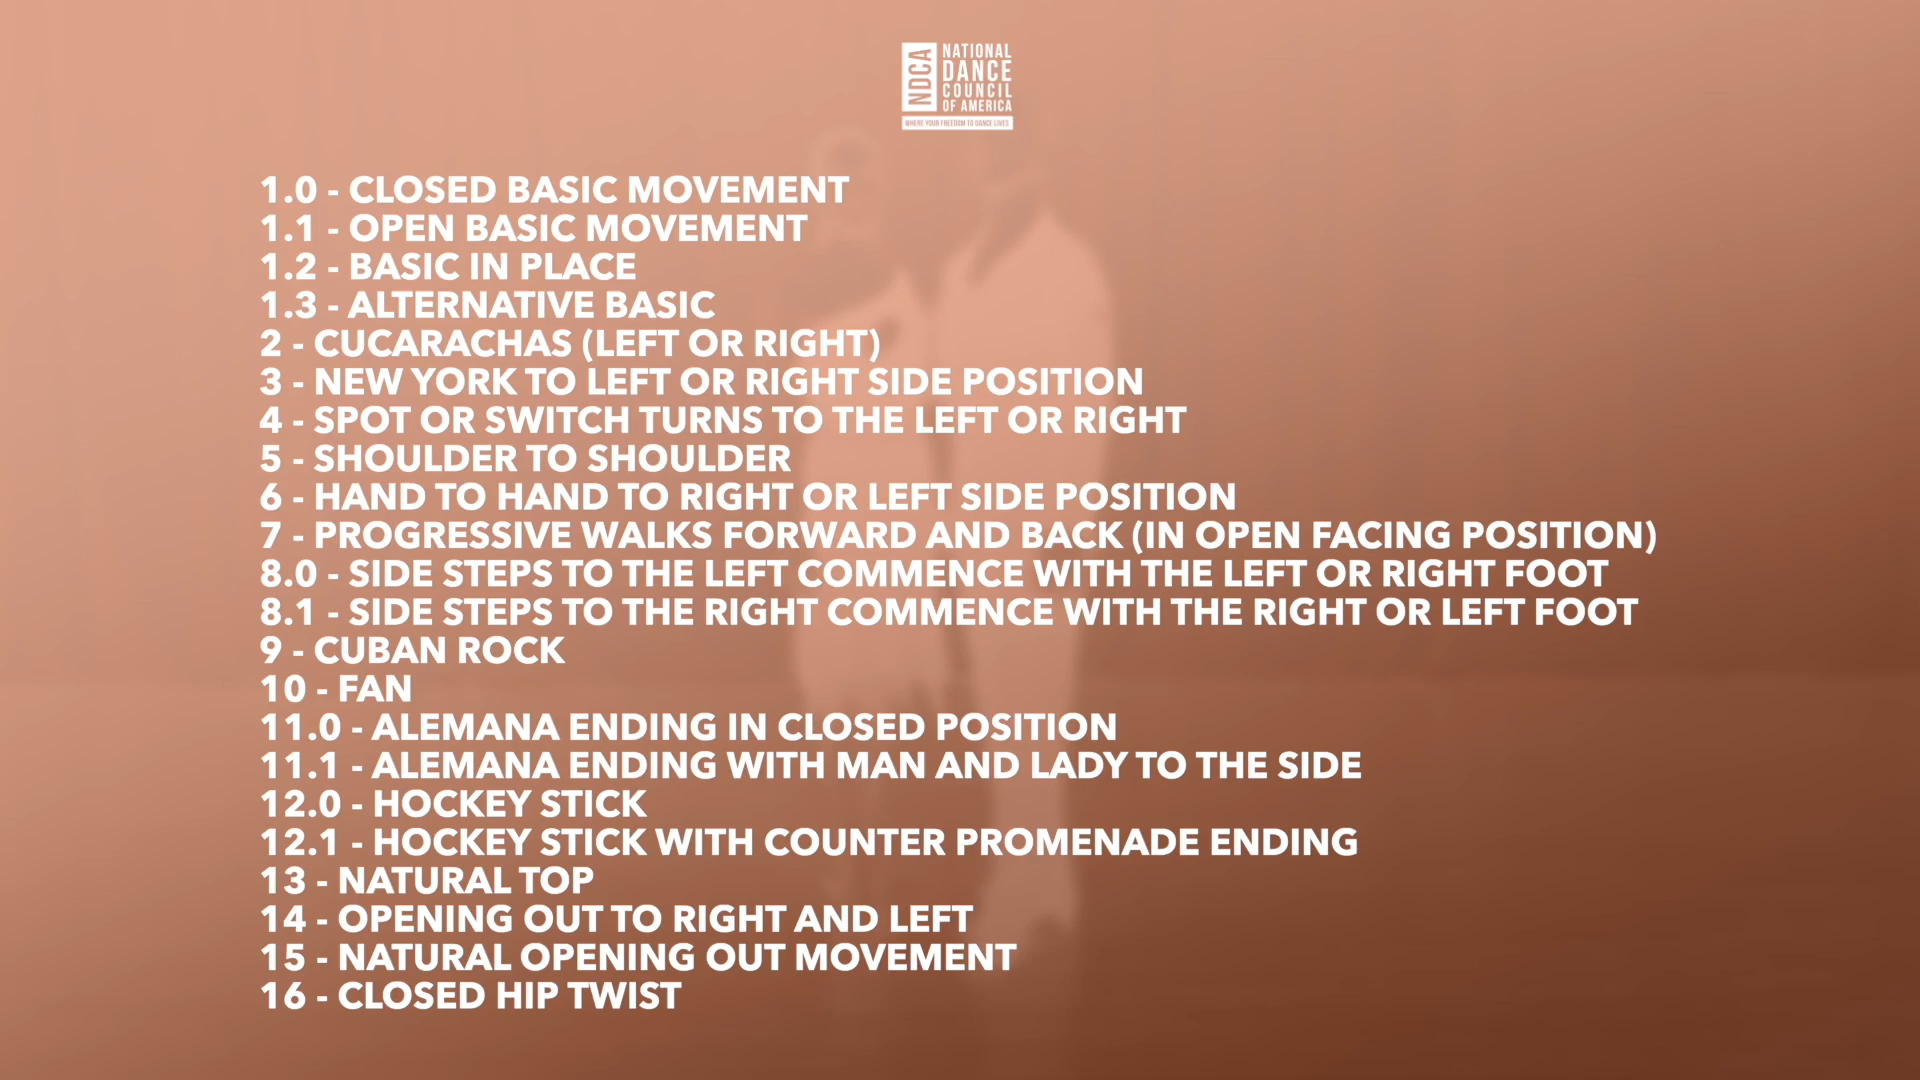 NDCA
NATIONAL
DANCE
COUNCIL
OF AMERICA
WHERE YOUR FREEDOM TO DANCE LIVES
1.0 - CLOSED BASIC MOVEMENT
1.1 - OPEN BASIC MOVEMENT
1.2 - BASIC IN PLACE
1.3 - ALTERNATIVE BASIC
2 - CUCARACHAS (LEFT OR RIGHT)
3 - NEW YORK TO LEFT OR RIGHT SIDE POSITION
4 - SPOT OR SWITCH TURNS TO THE LEFT OR RIGHT
5 - SHOULDER TO SHOULDER
6 - HAND TO HAND TO RIGHT OR LEFT SIDE POSITION
7 - PROGRESSIVE WALKS FORWARD AND BACK (IN OPEN FACING POSITION)
8.0 - SIDE STEPS TO THE LEFT COMMENCE WITH THE LEFT OR RIGHT FOOT
8.1 - SIDE STEPS TO THE RIGHT COMMENCE WITH THE RIGHT OR LEFT FOOT
9 - CUBAN ROCK
10 - FAN
11.0 - ALEMANA ENDING IN CLOSED POSITION
11.1 - ALEMANA ENDING WITH MAN AND LADY TO THE SIDE
12.0 - HOCKEY STICK
12.1 - HOCKEY STICK WITH COUNTER PROMENADE ENDING
13 - NATURAL TOP
14 - OPENING OUT TO RIGHT AND LEFT
15 - NATURAL OPENING OUT MOVEMENT
16 - CLOSED HIP TWIST